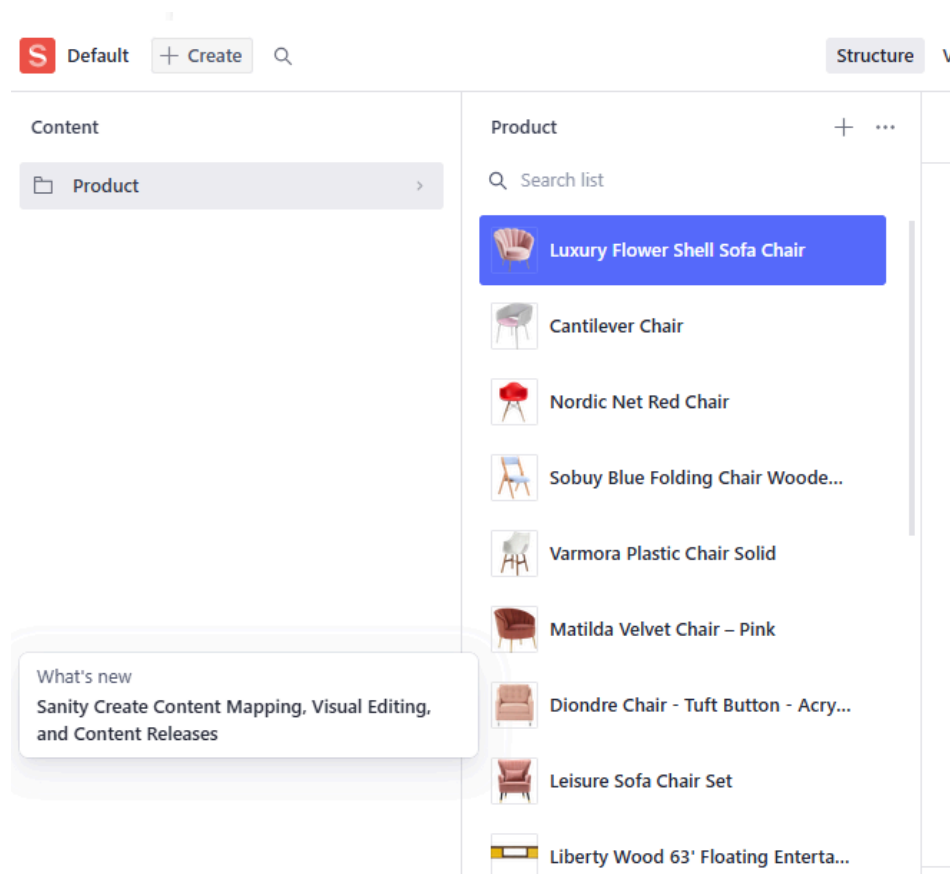 S Default
Create
Structure
V
Content
Product
Product
Search list
Luxury Flower Shell Sofa Chair
Cantilever Chair
Nordic Net Red Chair
Sobuy Blue Folding Chair Woode...
Varmora Plastic Chair Solid
Matilda Velvet Chair – Pink
Diondre Chair - Tuft Button - Acry...
Leisure Sofa Chair Set
Liberty Wood 63' Floating Enterta...
What's new
Sanity Create Content Mapping, Visual Editing,
and Content Releases